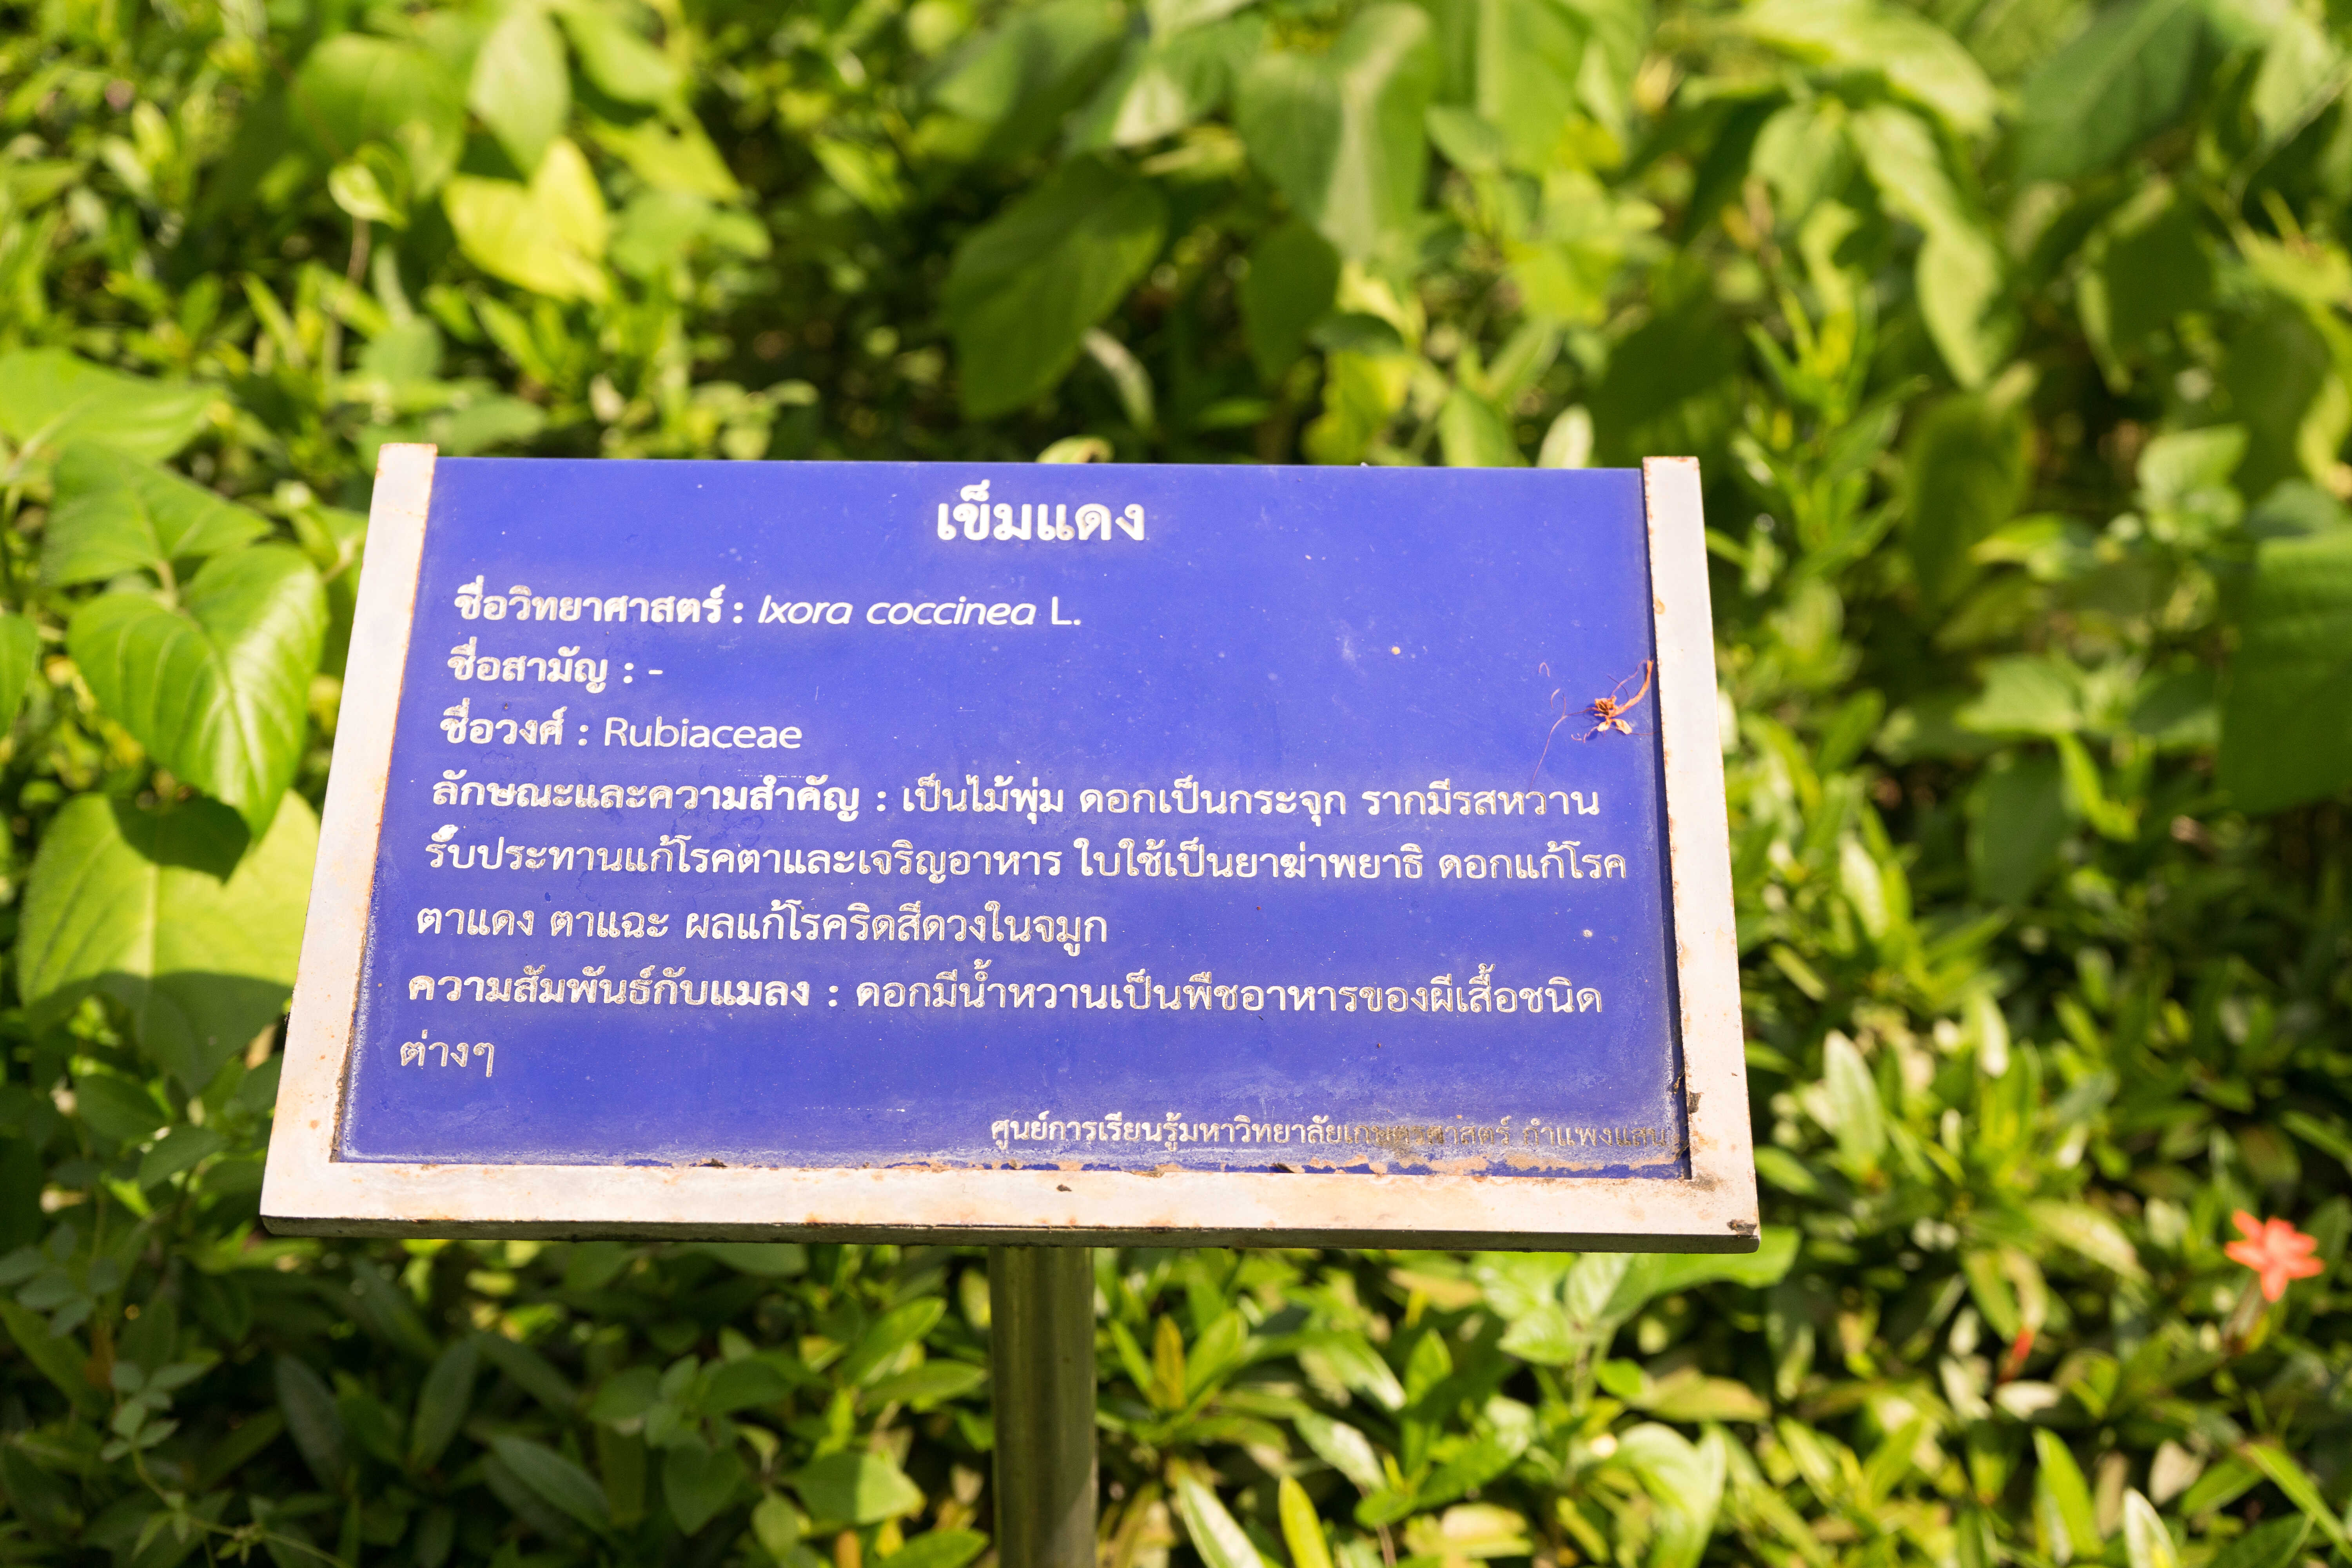 เข็มแดง
ชื่อวิทยาศาสตร์ : Ixora coccinea L.
ชื่อสามัญ : -
ชื่อวงศ์ : Rubiaceae
ลักษณะและความสำคัญ : เป็นไม้พุ่ม ดอกเป็นกระจุก รากมีรสหวาน
รับประทานแก้โรคตาและเจริญอาหาร ใบใช้เป็นยาฆ่าพยาธิ ดอกแก้โรค
ตาแดง ตาแฉะ ผลแก้โรคริดสีดวงในจมูก
ความสัมพันธ์กับแมลง : ดอกมีน้ำหวานเป็นพืชอาหารของผีเสื้อชนิด
ต่างๆ
ศูนย์การเรียนรู้มหาวิทยาลัยเกษตรศาสตร์ กำแพงแสน